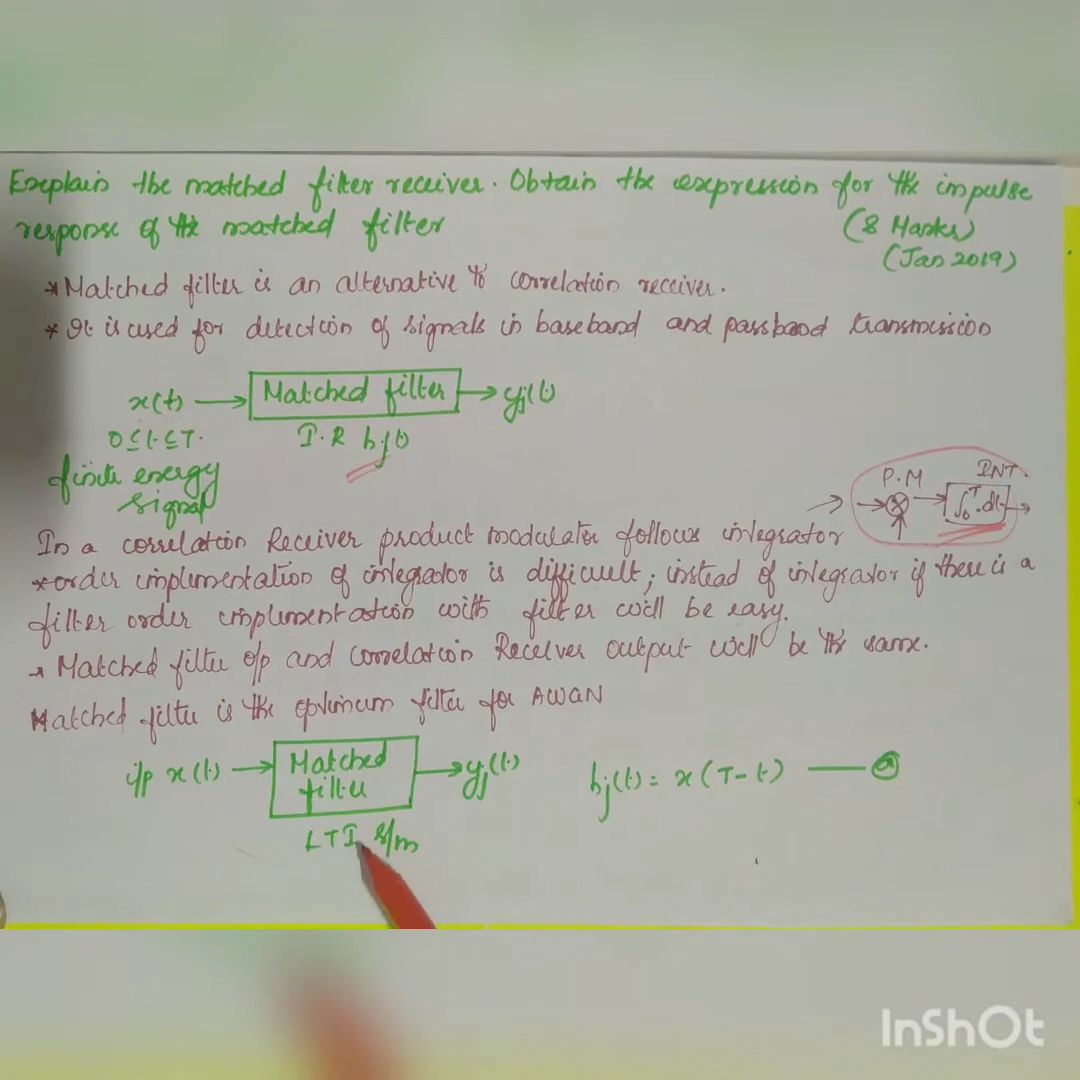 Explain the matched filter receiver. Obtain the expression for the impulse
response of the matched filter
(8 Marks)
(Jan 2019)
* Matched filter is an alternative to correlation receiver.
* It is used for detection of signals in baseband and passband transmission
x(t) → Matched filter → yj(t)
0≤t≤T.
I.R hj(t)
finite energy
signal
P.M INT.
× ∫₀ᵀ.dt
In a correlation Receiver product modulator follows integrator
* order implementation of integrator is difficult; instead of integrator if there is a
filter order implementation with filter will be easy.
→ Matched filter o/p and correlation Receiver output will be the same.
Matched filter is the optimum filter for AWGN
i/p x(t) → Matched filter → yj(t)
hj(t) = x(T-t) — a
LTI s/m
InShOt